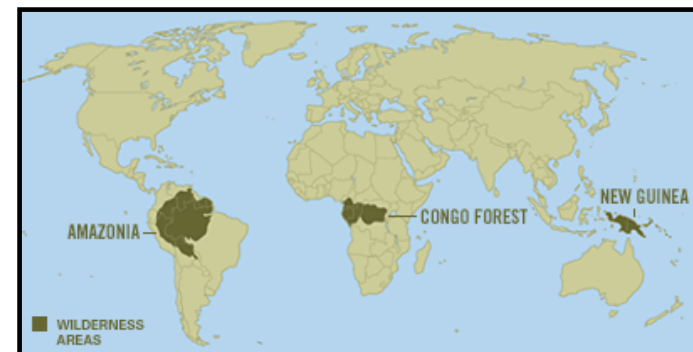 NEW GUINEA
CONGO FOREST
AMAZONIA
WILDERNESS
AREAS